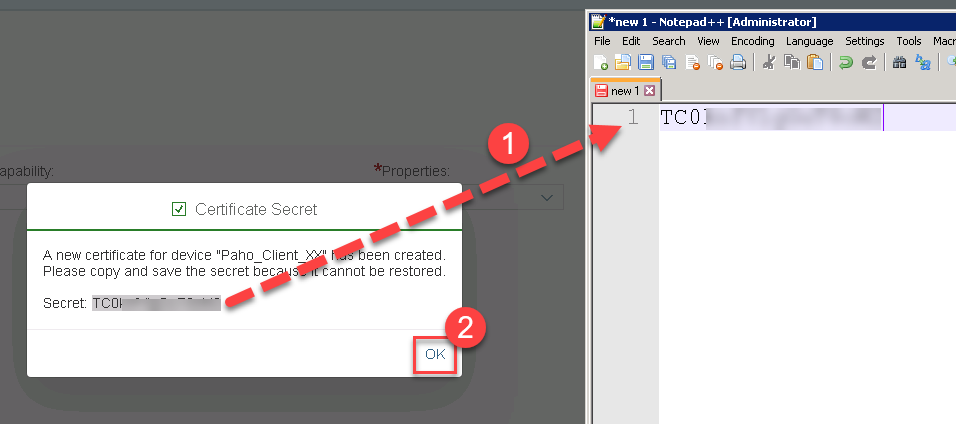 *new 1 - Notepad++ [Administrator]
File Edit Search View Encoding Language Settings Tools Macr
new 1
1 TC0
1
apability:
*Properties:
Certificate Secret
A new certificate for device "Paho_Client_XX" has been created.
Please copy and save the secret because it cannot be restored.
Secret: TC0
2
OK